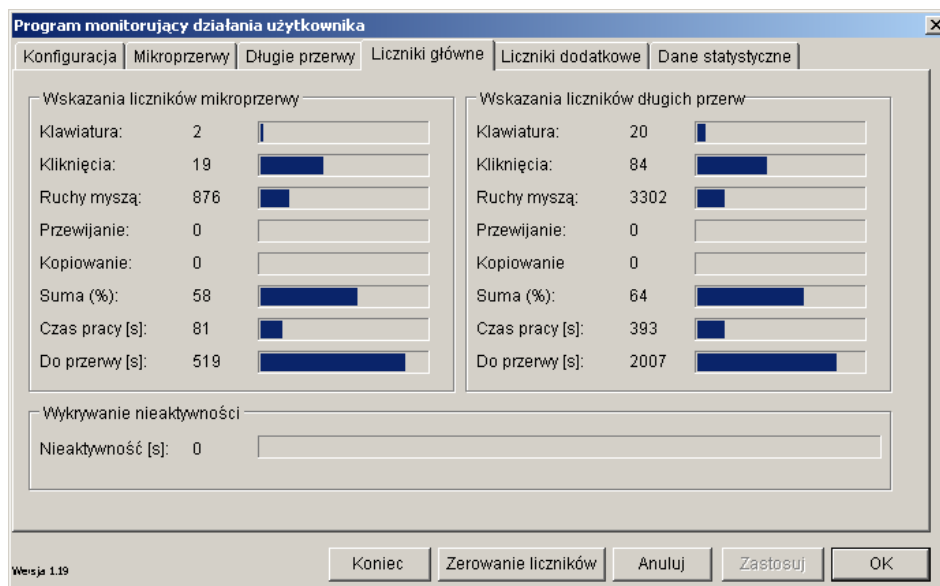 Program monitorujący działania użytkownika
Konfiguracja Mikroprzerwy Długie przerwy Liczniki główne Liczniki dodatkowe Dane statystyczne
Wskazania liczników mikroprzerwy
Klawiatura: 2
Kliknięcia: 19
Ruchy myszą: 876
Przewijanie: 0
Kopiowanie: 0
Suma (%): 58
Czas pracy [s]: 81
Do przerwy [s]: 519
Wskazania liczników długich przerw
Klawiatura: 20
Kliknięcia: 84
Ruchy myszą: 3302
Przewijanie: 0
Kopiowanie 0
Suma (%): 64
Czas pracy [s]: 393
Do przerwy [s]: 2007
Wykrywanie nieaktywności
Nieaktywność [s]: 0
Wersja 1.19
Koniec Zerowanie liczników Anuluj Zastosuj OK